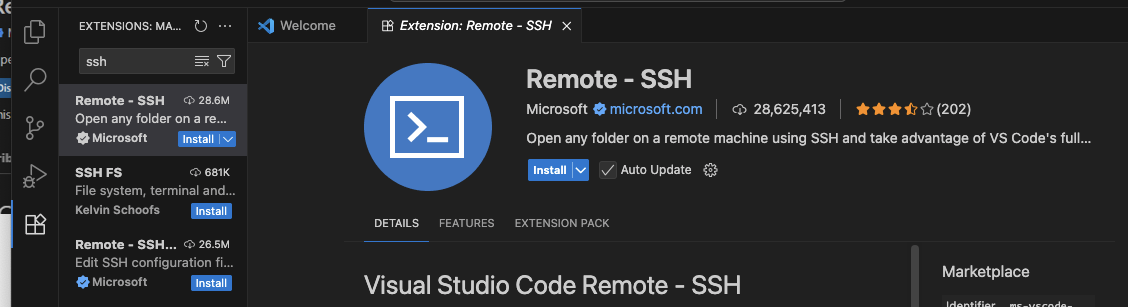 EXTENSIONS: MA...
ssh
Remote - SSH 28.6M
Open any folder on a re...
Microsoft Install
SSH FS 681K
File system, terminal and...
Kelvin Schoofs Install
Remote - SSH... 26.5M
Edit SSH configuration fi...
Microsoft Install
Welcome
Extension: Remote - SSH
Remote - SSH
Microsoft microsoft.com 28,625,413 (202)
Open any folder on a remote machine using SSH and take advantage of VS Code's full...
Install Auto Update
DETAILS FEATURES EXTENSION PACK
Visual Studio Code Remote - SSH
Marketplace
Identifier ms-vscode-